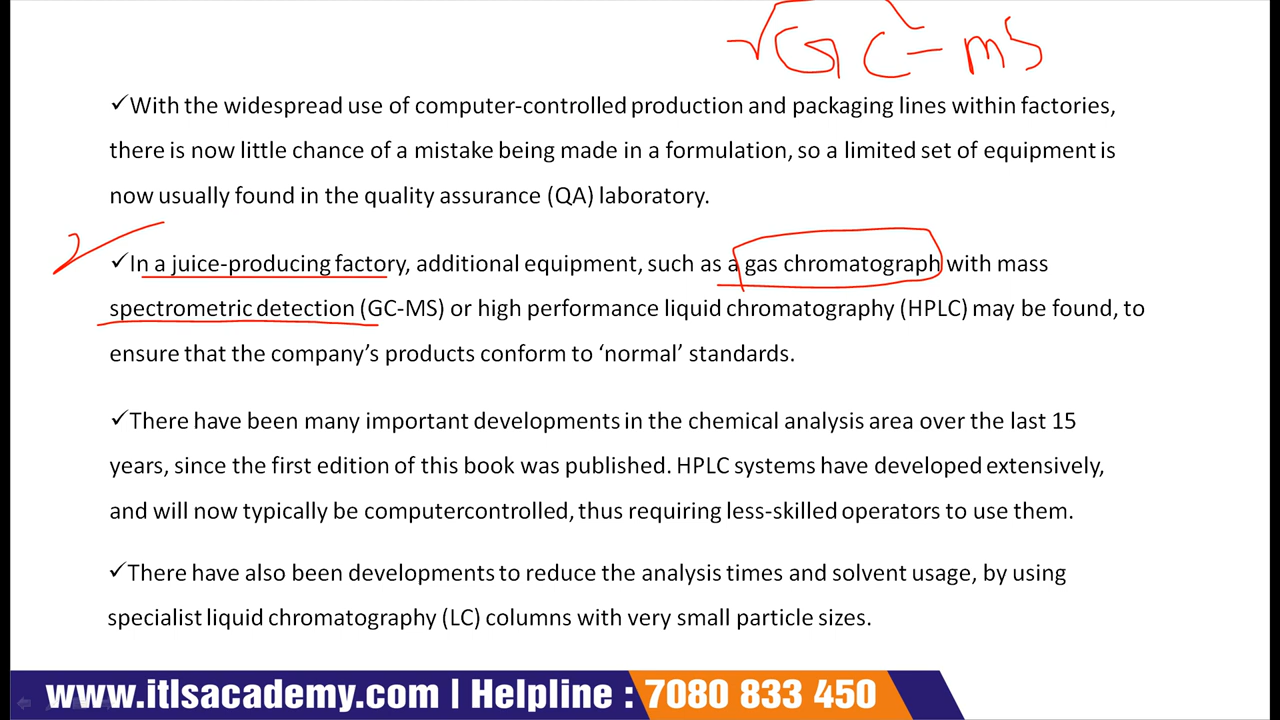 GC-MS
✓With the widespread use of computer-controlled production and packaging lines within factories,
there is now little chance of a mistake being made in a formulation, so a limited set of equipment is
now usually found in the quality assurance (QA) laboratory.
✓In a juice-producing factory, additional equipment, such as a gas chromatograph with mass
spectrometric detection (GC-MS) or high performance liquid chromatography (HPLC) may be found, to
ensure that the company’s products conform to ‘normal’ standards.
✓There have been many important developments in the chemical analysis area over the last 15
years, since the first edition of this book was published. HPLC systems have developed extensively,
and will now typically be computercontrolled, thus requiring less-skilled operators to use them.
✓There have also been developments to reduce the analysis times and solvent usage, by using
specialist liquid chromatography (LC) columns with very small particle sizes.
www.itlsacademy.com | Helpline : 7080 833 450